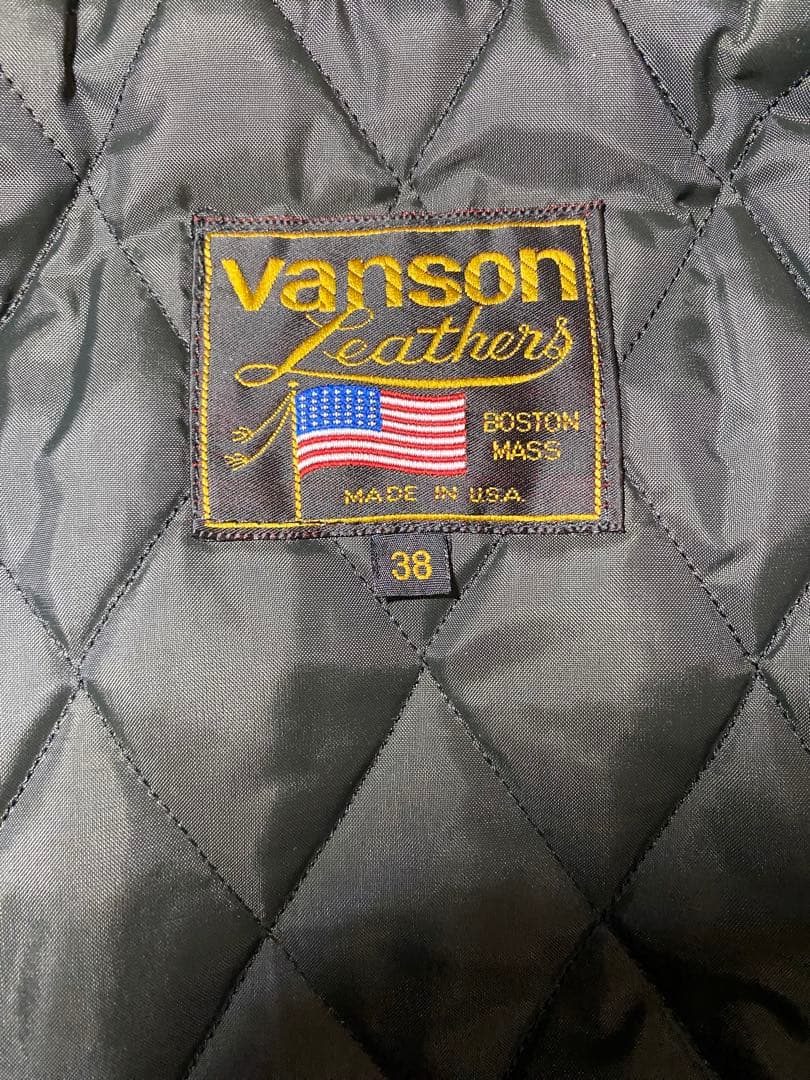 vanson
Leathers
BOSTON
MASS
MADE IN U.S.A.
38